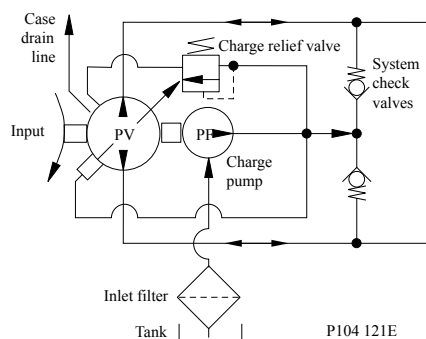 Case
drain
line
Charge relief valve
System
check
valves
Input
PV
PF
Charge
pump
Inlet filter
Tank
P104 121E